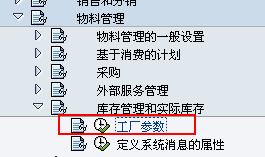 销售和分销
物料管理
物料管理的一般设置
基于消费的计划
采购
外部服务管理
库存管理和实际库存
工厂参数
定义系统消息的属性